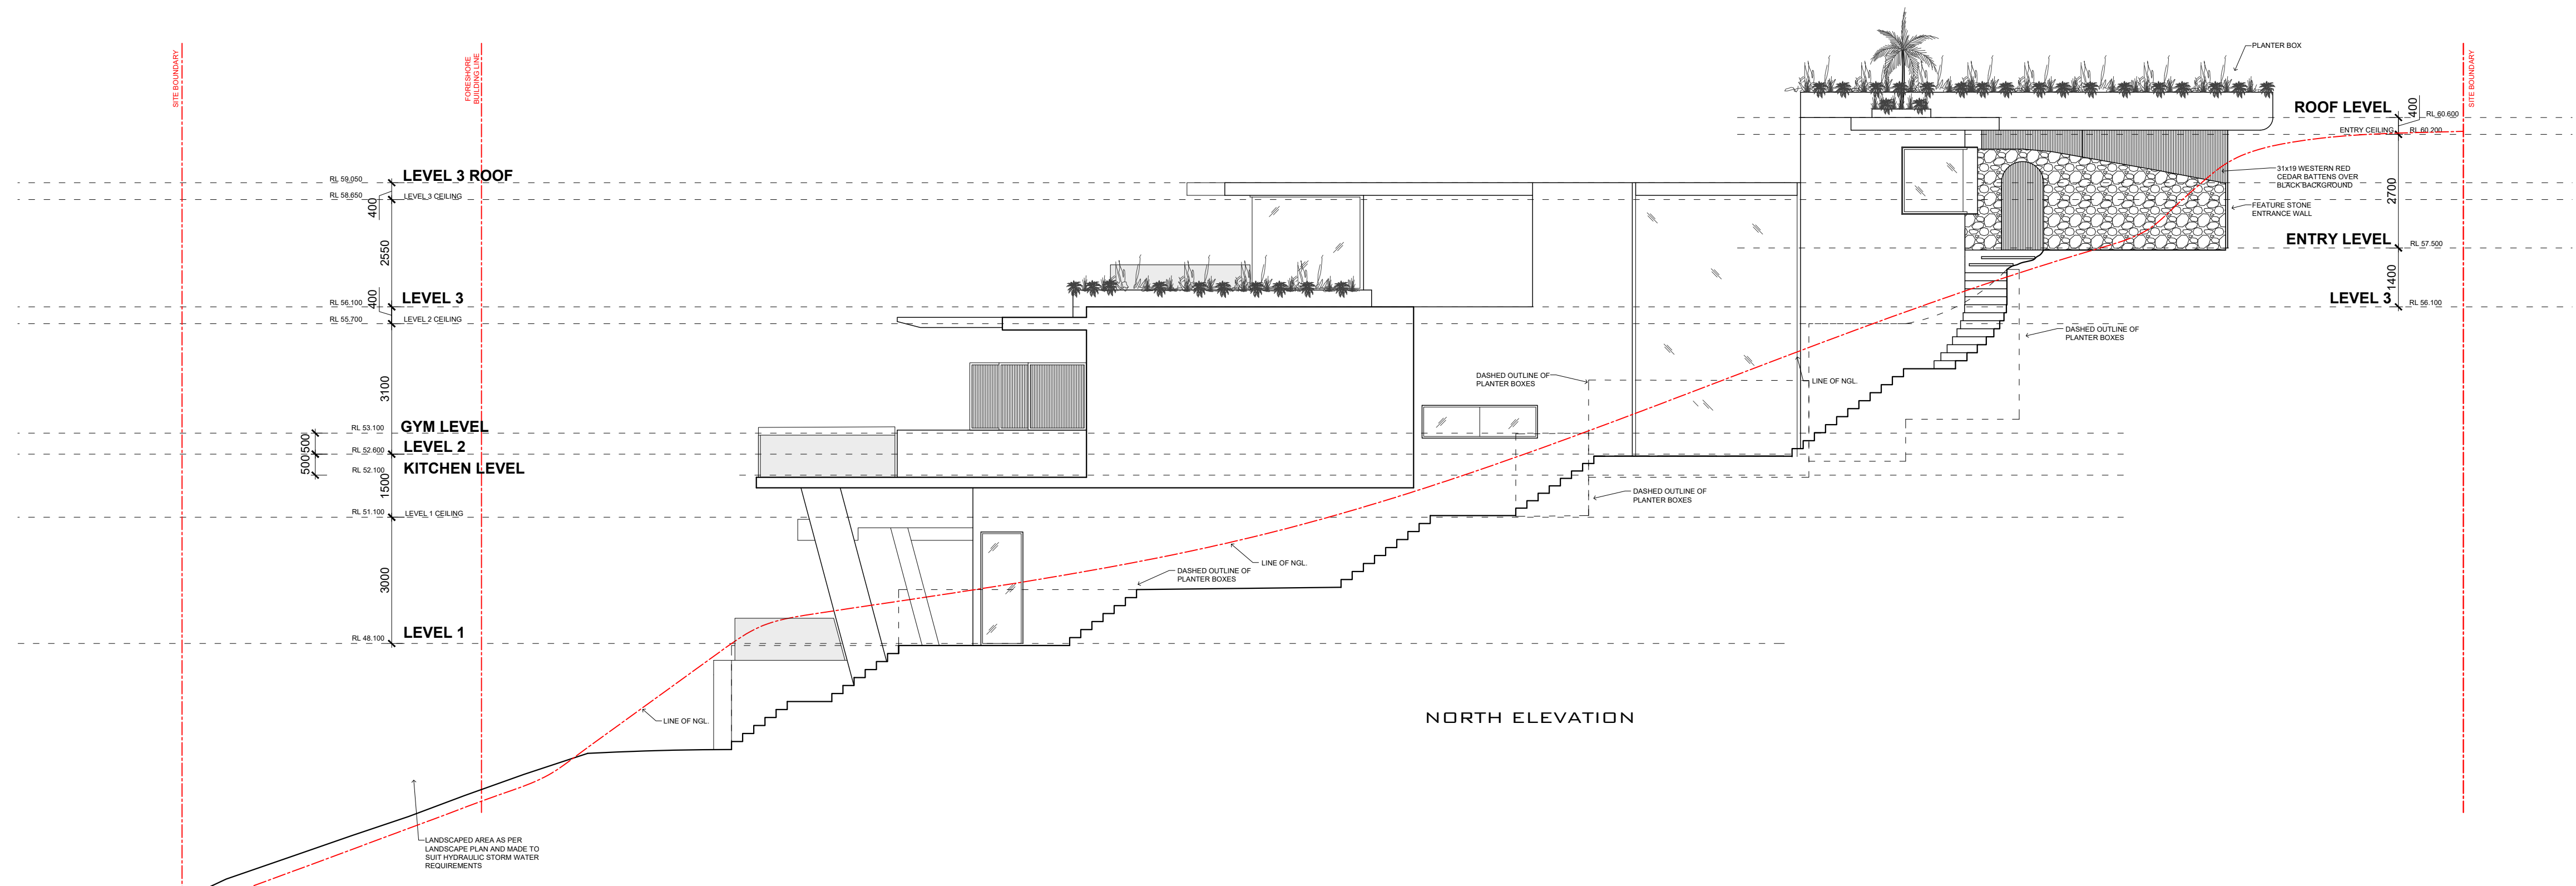 SITE BOUNDARY
FORESHORE
BUILDING LINE
SITE BOUNDARY
PLANTER BOX
ROOF LEVEL
400
RL 60.600
ENTRY CEILING
RL 60.200
31x19 WESTERN RED
CEDAR BATTENS OVER
BLACK BACKGROUND
2700
FEATURE STONE
ENTRANCE WALL
ENTRY LEVEL
RL 57.500
1400
LEVEL 3
RL 56.100
RL 59.050
LEVEL 3 ROOF
RL 58.650
LEVEL 3 CEILING
400
2550
RL 56.100
LEVEL 3
400
RL 55.700
LEVEL 2 CEILING
3100
RL 53.100
GYM LEVEL
500
RL 52.600
LEVEL 2
500
RL 52.100
KITCHEN LEVEL
1500
RL 51.100
LEVEL 1 CEILING
3000
RL 48.100
LEVEL 1
DASHED OUTLINE OF
PLANTER BOXES
DASHED OUTLINE OF
PLANTER BOXES
LINE OF NGL.
DASHED OUTLINE OF
PLANTER BOXES
LINE OF NGL.
DASHED OUTLINE OF
PLANTER BOXES
LINE OF NGL.
NORTH ELEVATION
LANDSCAPED AREA AS PER
LANDSCAPE PLAN AND MADE TO
SUIT HYDRAULIC STORM WATER
REQUIREMENTS